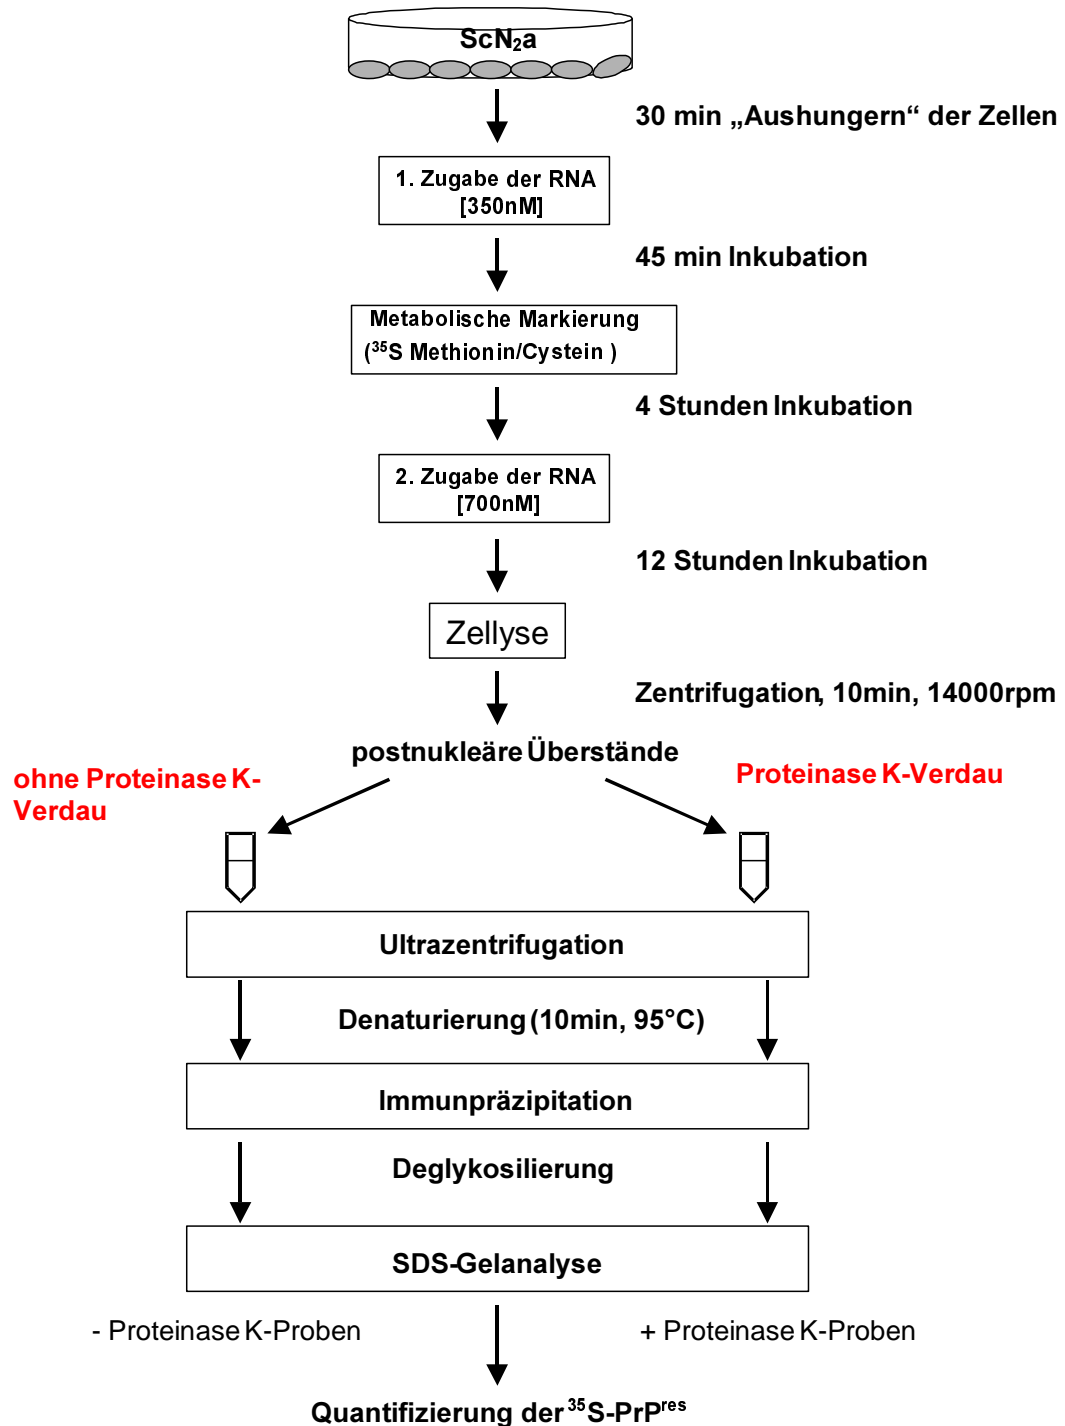 ScN₂a
30 min „Aushungern“ der Zellen
1. Zugabe der RNA
[350nM]
45 min Inkubation
Metabolische Markierung
(³⁵S Methionin/Cystein )
4 Stunden Inkubation
2. Zugabe der RNA
[700nM]
12 Stunden Inkubation
Zellyse
Zentrifugation, 10min, 14000rpm
postnukleäre Überstände
ohne Proteinase K-
Verdau
Proteinase K-Verdau
Ultrazentrifugation
Denaturierung (10min, 95°C)
Immunpräzipitation
Deglykosilierung
SDS-Gelanalyse
- Proteinase K-Proben
+ Proteinase K-Proben
Quantifizierung der ³⁵S-PrPʳᵉˢ